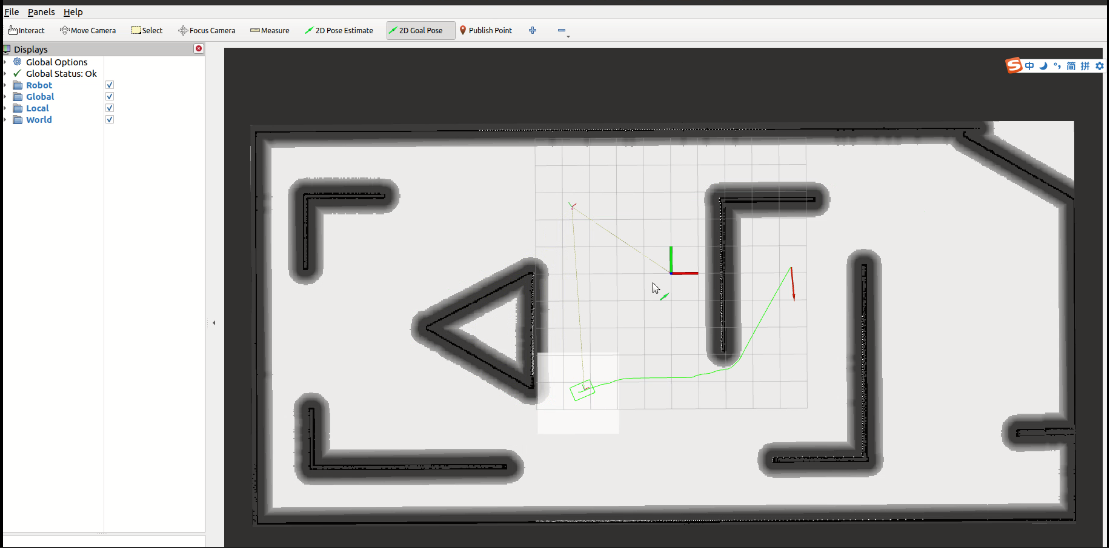 File Panels Help
Interact Move Camera Select Focus Camera Measure 2D Pose Estimate 2D Goal Pose Publish Point
Displays
Global Options
Global Status: Ok
Robot
Global
Local
World
S中简拼